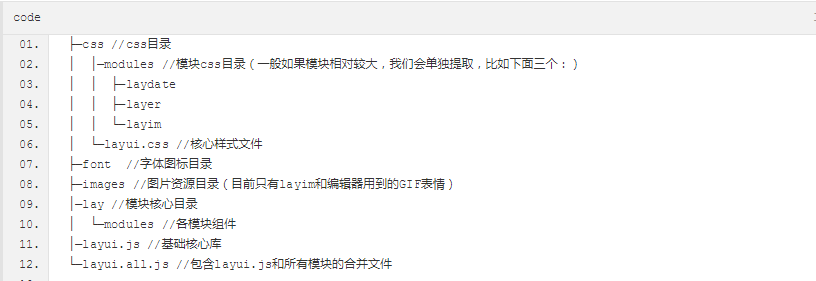 code
01. ├─css //css目录
02. │ │─modules //模块css目录（一般如果模块相对较大，我们会单独提取，比如下面三个：）
03. │ │ ├─laydate
04. │ │ ├─layer
05. │ │ └─layim
06. │ └─layui.css //核心样式文件
07. ├─font //字体图标目录
08. ├─images //图片资源目录（目前只有layim和编辑器用到的GIF表情）
09. │─lay //模块核心目录
10. │ └─modules //各模块组件
11. │─layui.js //基础核心库
12. └─layui.all.js //包含layui.js和所有模块的合并文件